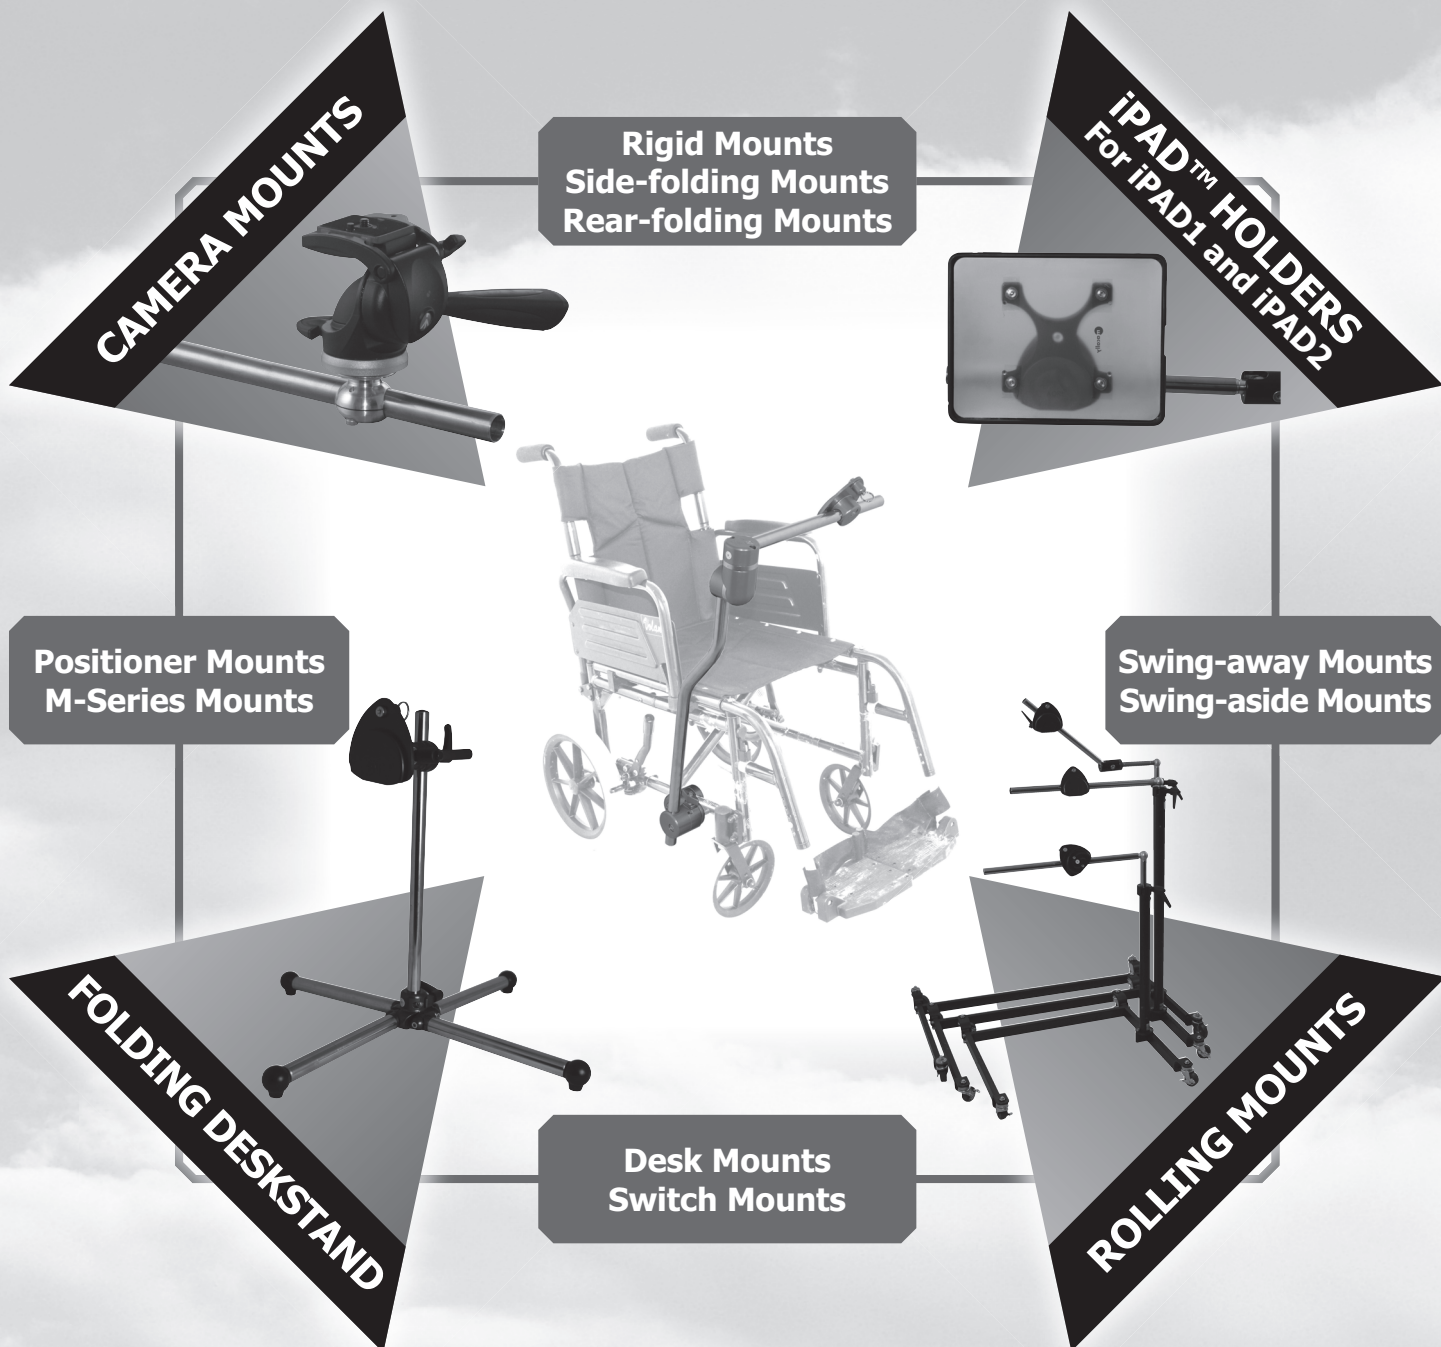 CAMERA MOUNTS
Rigid Mounts
Side-folding Mounts
Rear-folding Mounts
iPAD™ HOLDERS
For iPAD1 and iPAD2
Positioner Mounts
M-Series Mounts
Swing-away Mounts
Swing-aside Mounts
FOLDING DESKSTAND
Desk Mounts
Switch Mounts
ROLLING MOUNTS